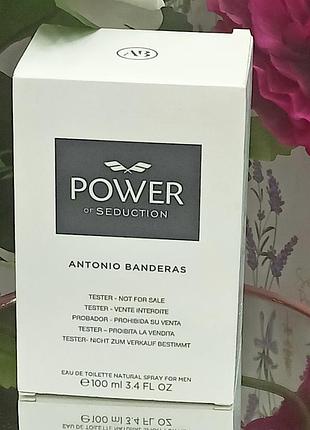 AB
POWER
OF SEDUCTION
ANTONIO BANDERAS
TESTER - NOT FOR SALE
TESTER - VENTE INTERDITE
PROBADOR - PROHIBIDA SU VENTA
TESTER – PROIBITA LA VENDITA
TESTER- NICHT ZUM VERKAUF BESTIMMT
EAU DE TOILETTE NATURAL SPRAY FOR MEN
℮100 ml 3.4 FL OZ